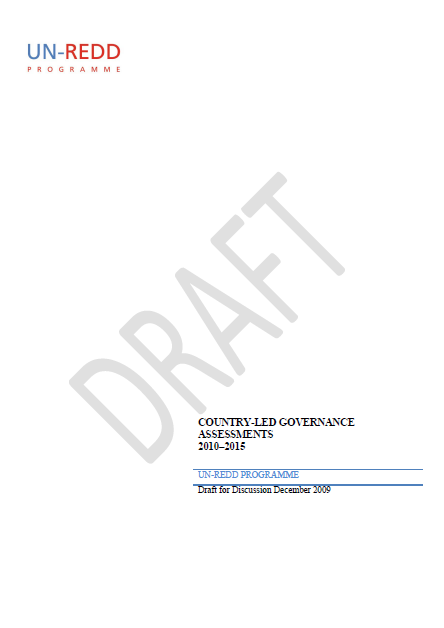 UN-REDD
PROGRAMME
DRAFT
COUNTRY-LED GOVERNANCE
ASSESSMENTS
2010–2015
UN-REDD PROGRAMME
Draft for Discussion December 2009